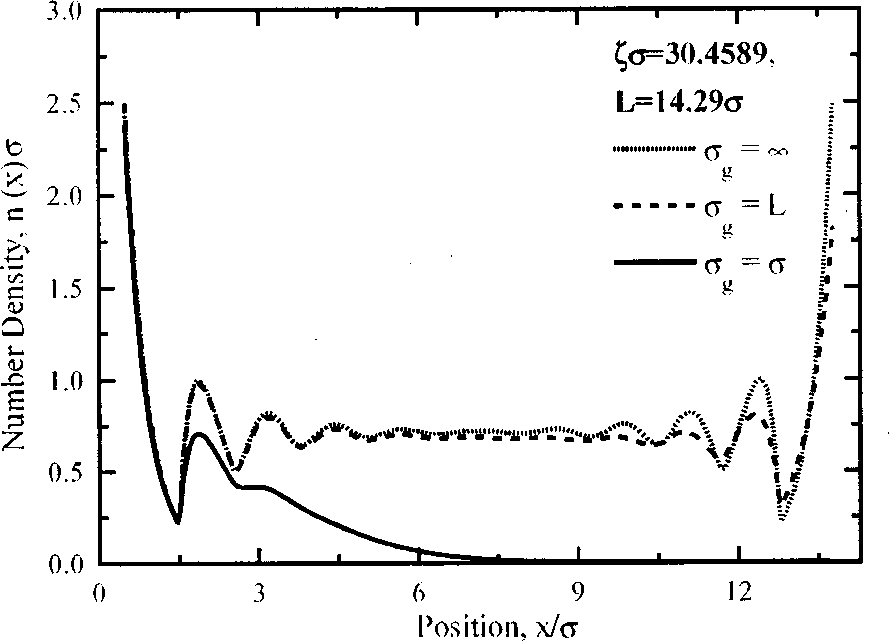 3.0
2.5
2.0
1.5
1.0
0.5
0.0
Number Density, n (x)σ
ζσ=30.4589,
L=14.29σ
σg = ∞
σg = L
σg = σ
0 3 6 9 12
Position, x/σ